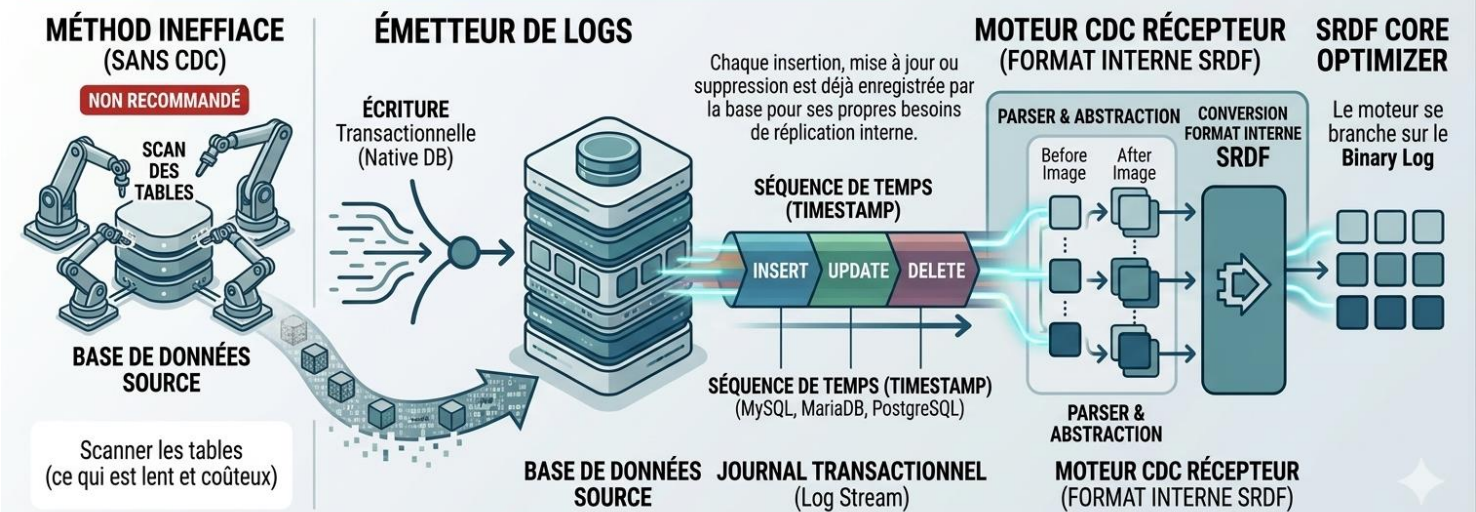 MÉTHOD INEFFIACE
(SANS CDC)
NON RECOMMANDÉ
SCAN
DES
TABLES
BASE DE DONNÉES
SOURCE
Scanner les tables
(ce qui est lent et coûteux)
ÉMETTEUR DE LOGS
ÉCRITURE
Transactionnelle
(Native DB)
BASE DE DONNÉES
SOURCE
Chaque insertion, mise à jour ou
suppression est déjà enregistrée par
la base pour ses propres besoins
de réplication interne.
SÉQUENCE DE TEMPS
(TIMESTAMP)
INSERT
UPDATE
DELETE
SÉQUENCE DE TEMPS (TIMESTAMP)
(MySQL, MariaDB, PostgreSQL)
JOURNAL TRANSACTIONNEL
(Log Stream)
MOTEUR CDC RÉCEPTEUR
(FORMAT INTERNE SRDF)
PARSER & ABSTRACTION
Before
Image
After
Image
CONVERSION
FORMAT INTERNE
SRDF
PARSER &
ABSTRACTION
MOTEUR CDC RÉCEPTEUR
(FORMAT INTERNE SRDF)
SRDF CORE
OPTIMIZER
Le moteur se
branche sur le
Binary Log